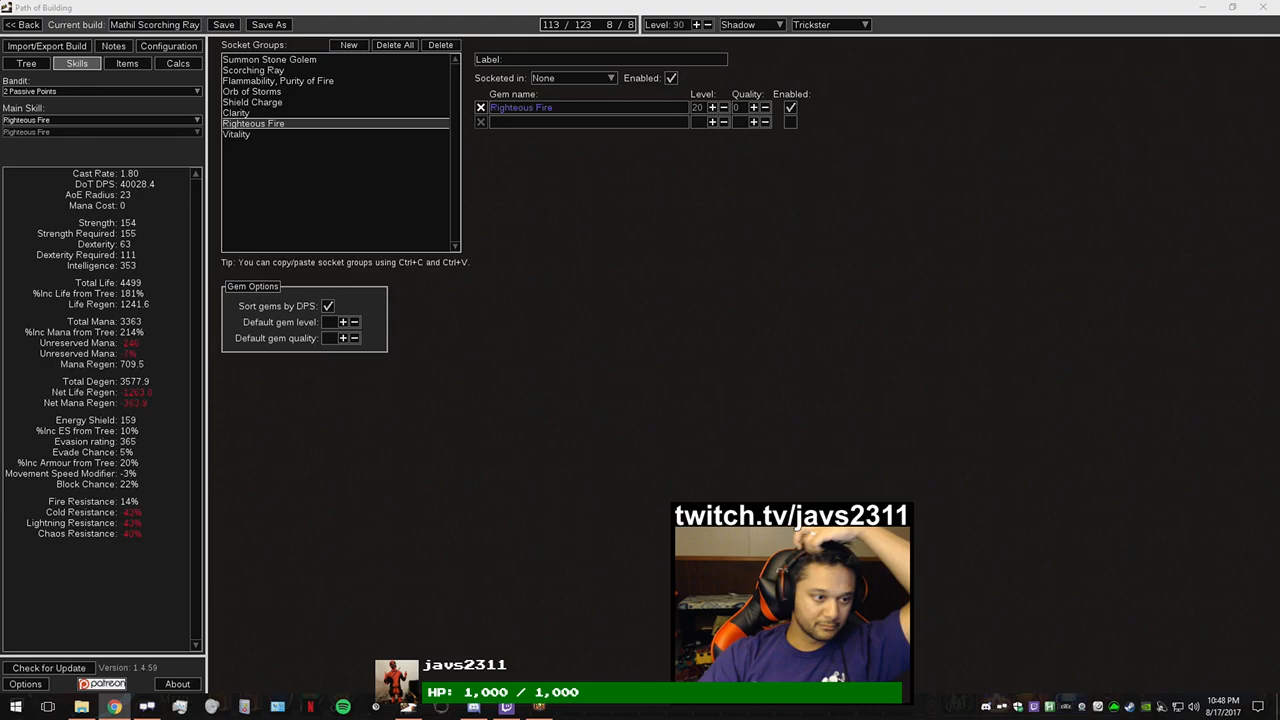 Path of Building
<< Back
Current build: Mathil Scorching Ray
Save
Save As
113 / 123 8 / 8
Level: 90 + −
Shadow
Trickster
Import/Export Build
Notes
Configuration
Tree
Skills
Items
Calcs
Bandit:
2 Passive Points
Main Skill:
Righteous Fire
Righteous Fire
Cast Rate: 1.80
DoT DPS: 40028.4
AoE Radius: 23
Mana Cost: 0
Strength: 154
Strength Required: 155
Dexterity: 63
Dexterity Required: 111
Intelligence: 353
Total Life: 4499
%Inc Life from Tree: 181%
Life Regen: 1241.6
Total Mana: 3363
%Inc Mana from Tree: 214%
Unreserved Mana: -246
Unreserved Mana: -7%
Mana Regen: 709.5
Total Degen: 3577.9
Net Life Regen:
Net Mana Regen: -363.9
Energy Shield: 159
%Inc ES from Tree: 10%
Evasion rating: 365
Evade Chance: 5%
%Inc Armour from Tree: 20%
Movement Speed Modifier: -3%
Block Chance: 22%
Fire Resistance: 14%
Cold Resistance: -43%
Lightning Resistance: -43%
Chaos Resistance: -40%
Check for Update
Version: 1.4.59
Options
patreon
About
Socket Groups:
New
Delete All
Delete
Summon Stone Golem
Scorching Ray
Flammability, Purity of Fire
Orb of Storms
Shield Charge
Clarity
Righteous Fire
Vitality
Tip: You can copy/paste socket groups using Ctrl+C and Ctrl+V.
Gem Options
Sort gems by DPS:
Default gem level: + −
Default gem quality: + −
Label:
Socketed in: None
Enabled:
Gem name: Level: Quality: Enabled:
Righteous Fire 20 + − 0 + −
+ − + −
twitch.tv/javs2311
javs2311
HP: 1,000 / 1,000
10:48 PM
8/17/2017